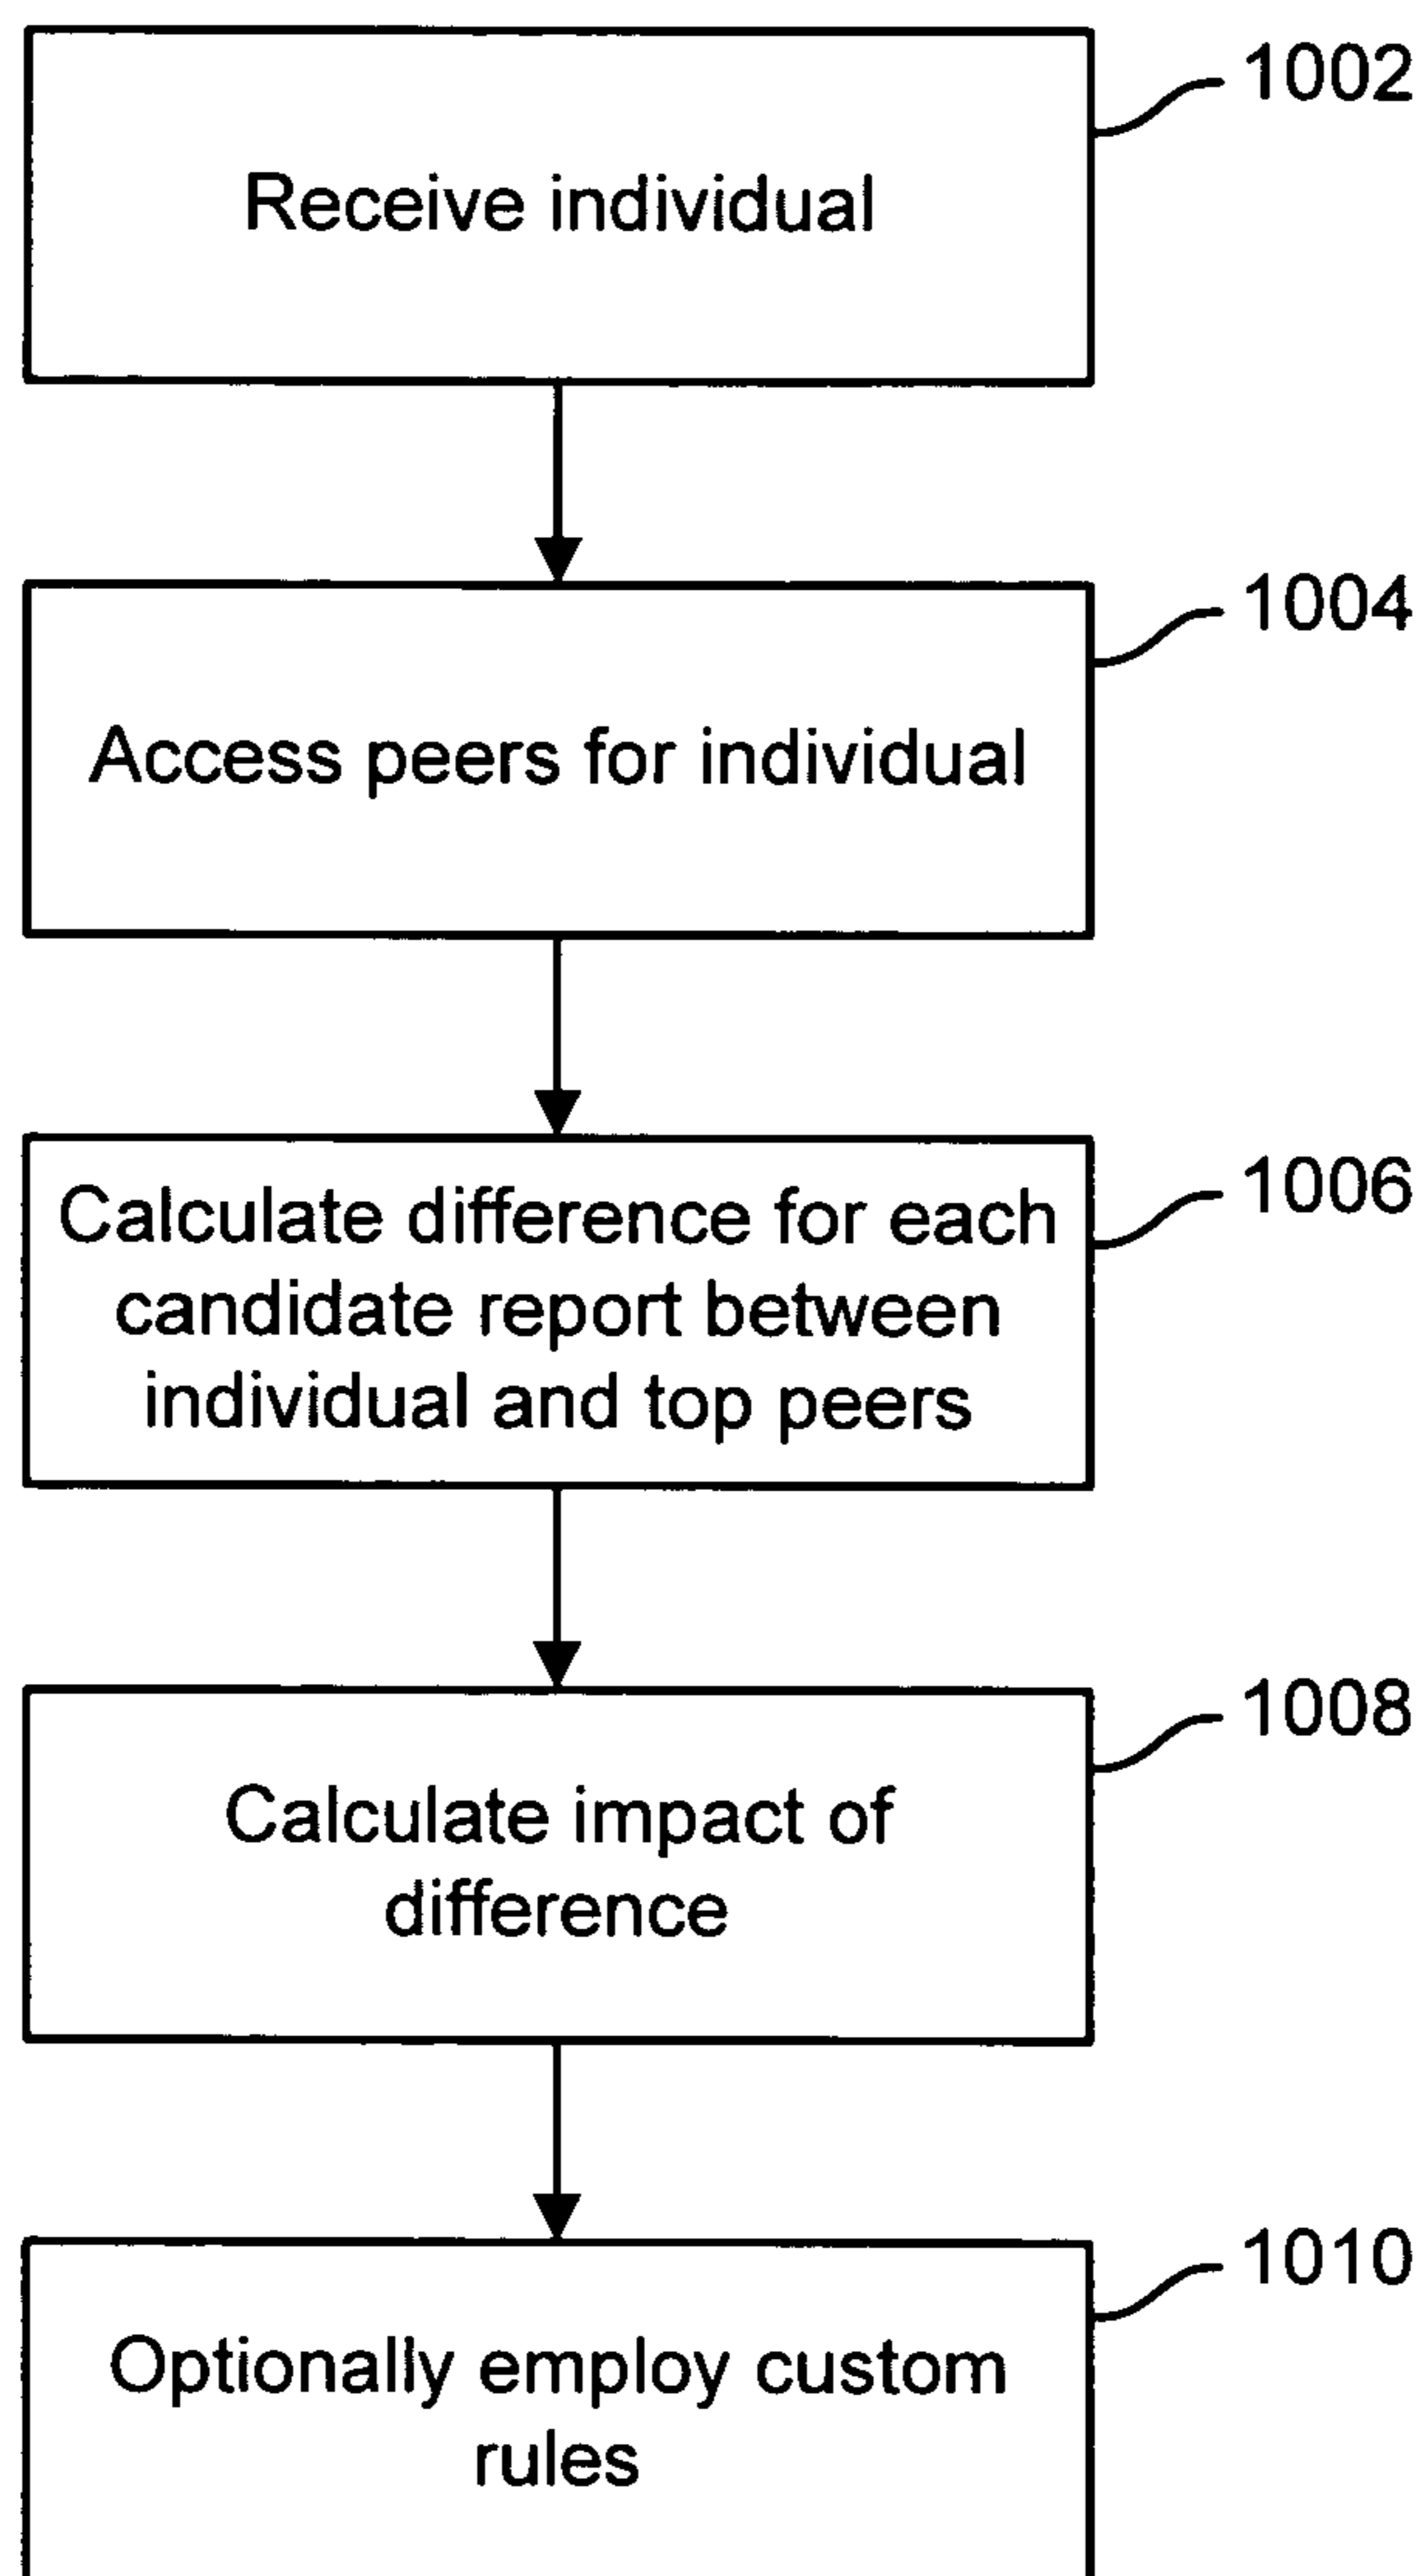 1002
Receive individual
1004
Access peers for individual
1006
Calculate difference for each
candidate report between
individual and top peers
1008
Calculate impact of
difference
1010
Optionally employ custom
rules